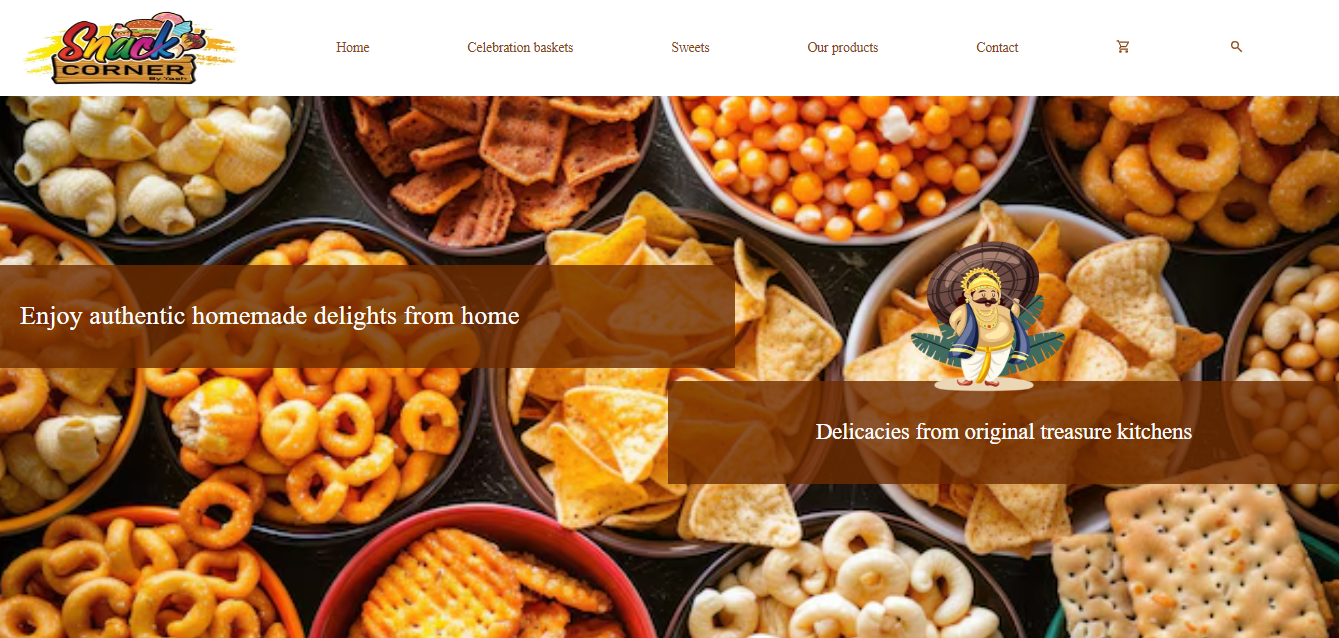 Snack
CORNER
By Yash
Home
Celebration baskets
Sweets
Our products
Contact
Enjoy authentic homemade delights from home
Delicacies from original treasure kitchens